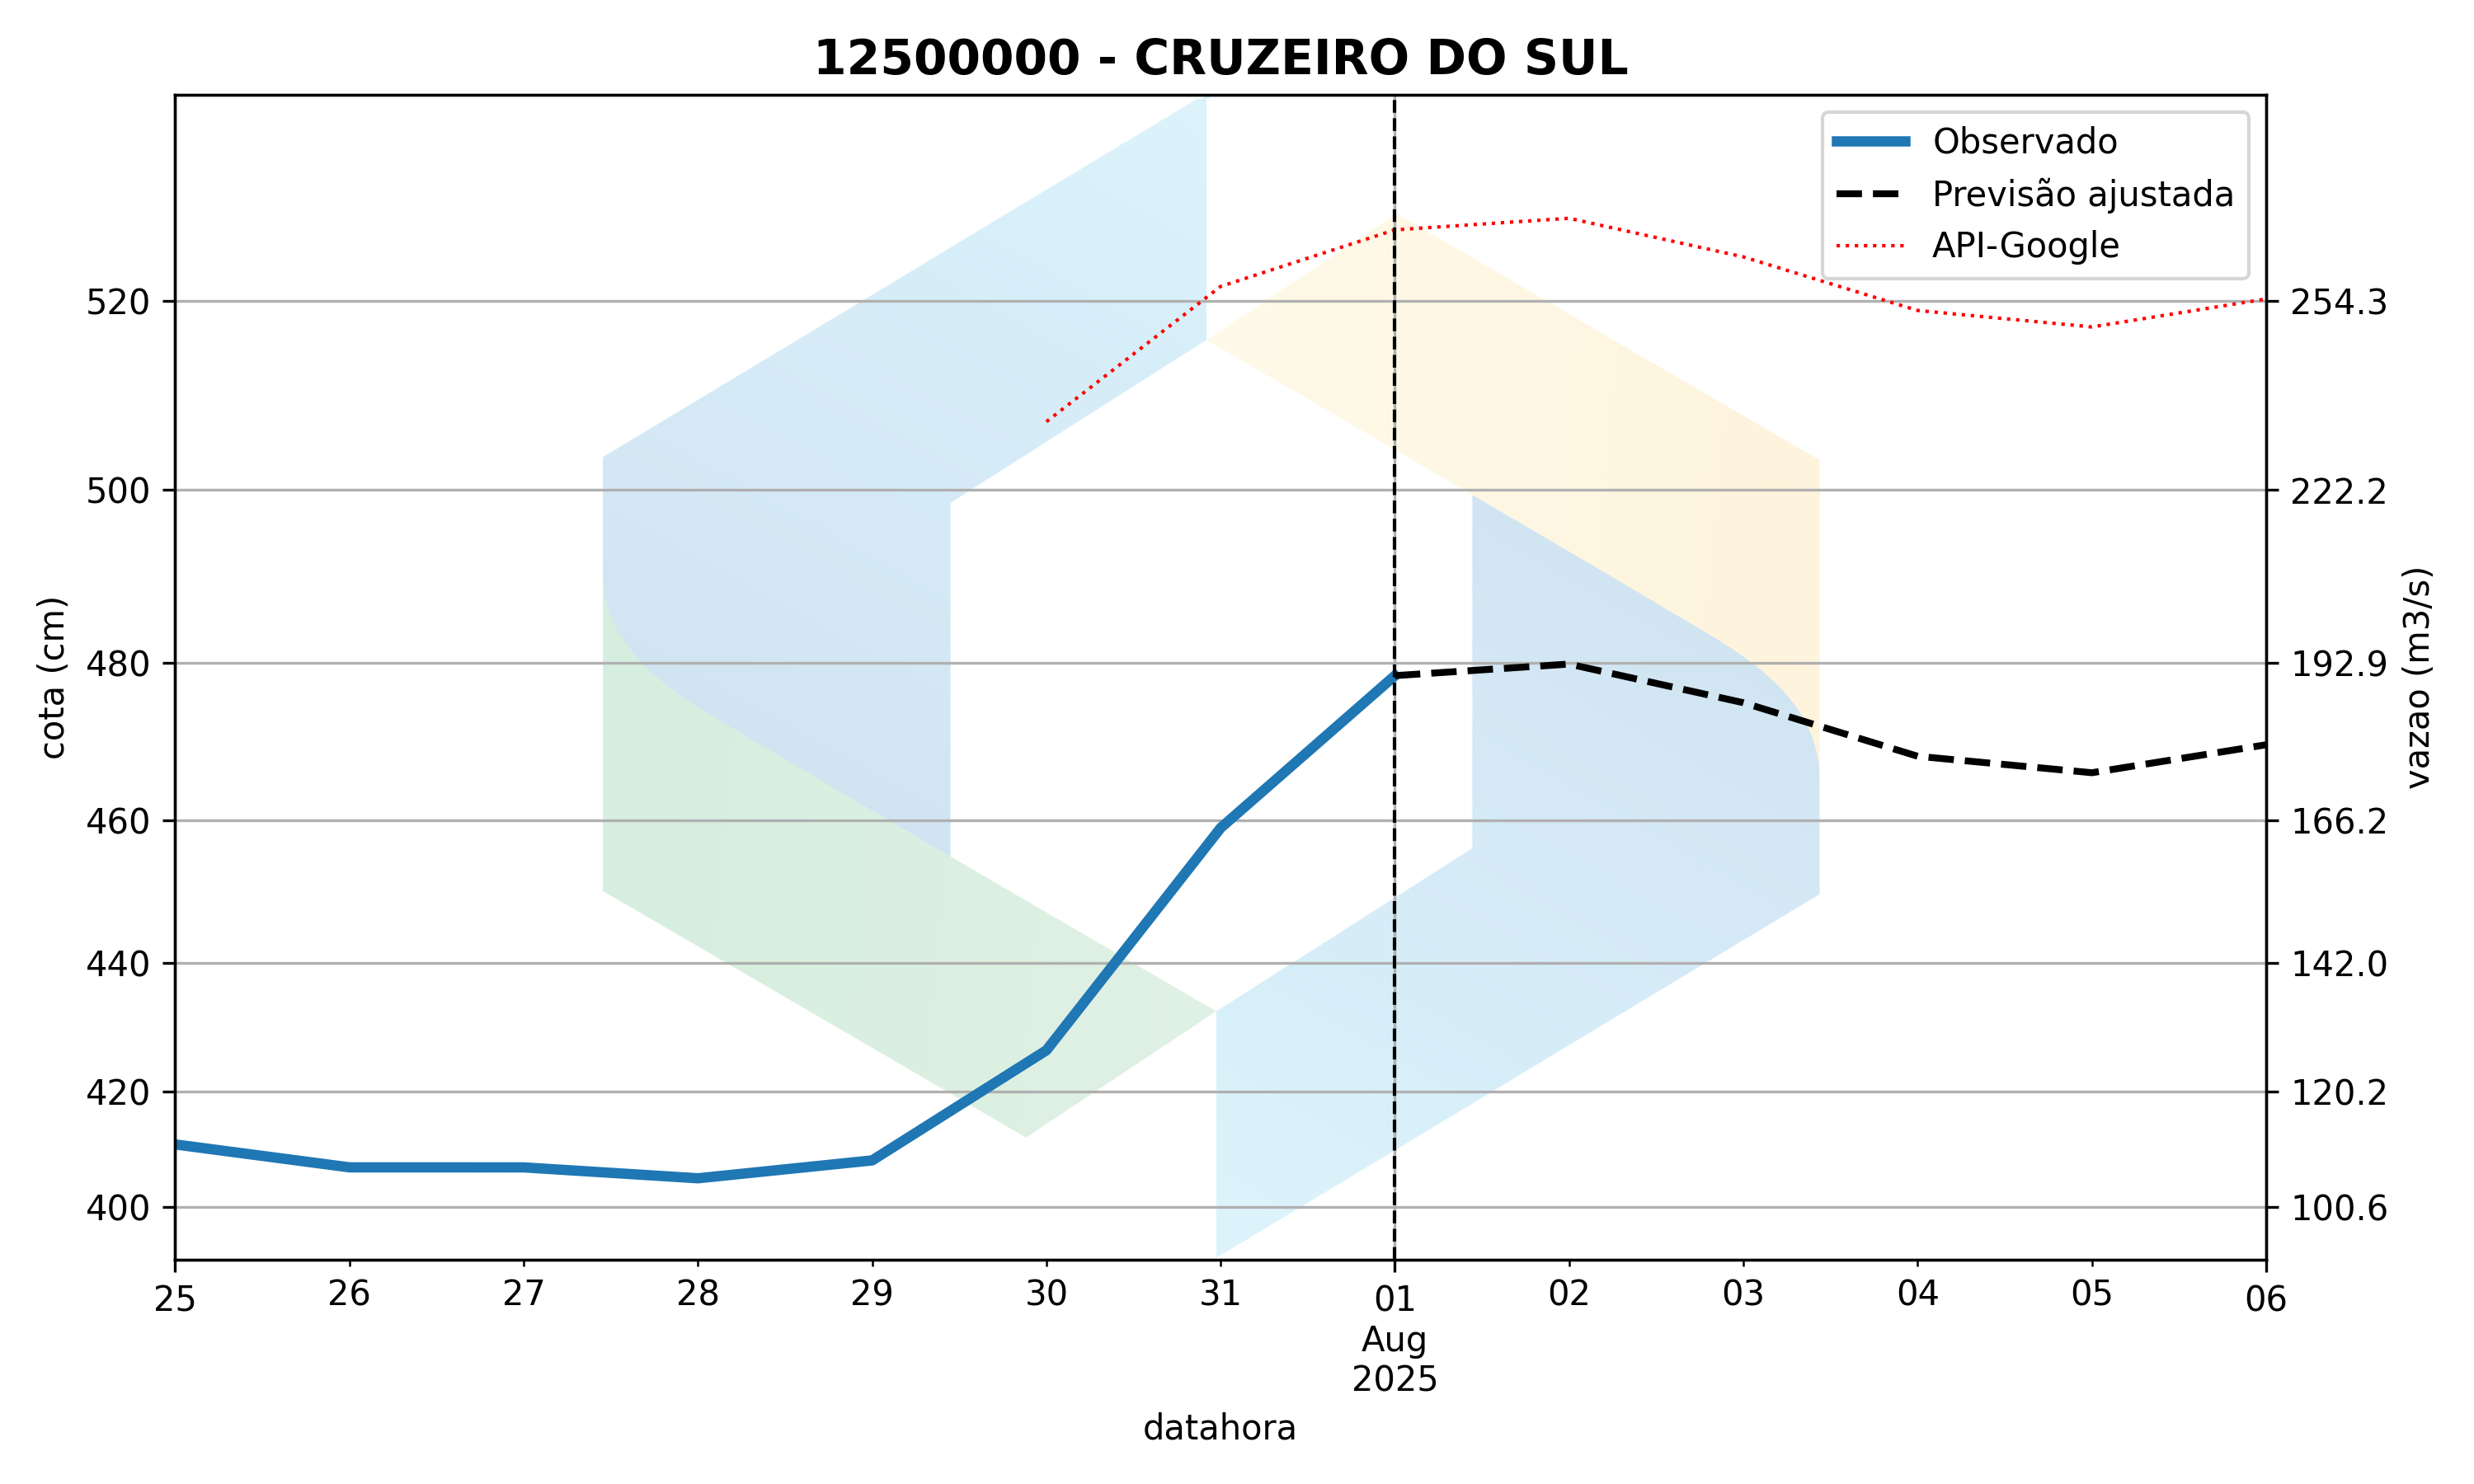 12500000 - CRUZEIRO DO SUL
Observado
Previsão ajustada
API-Google
520
500
480
460
440
420
400
cota (cm)
254.3
222.2
192.9
166.2
142.0
120.2
100.6
vazao (m3/s)
25 26 27 28 29 30 31 01 02 03 04 05 06
Aug
2025
datahora